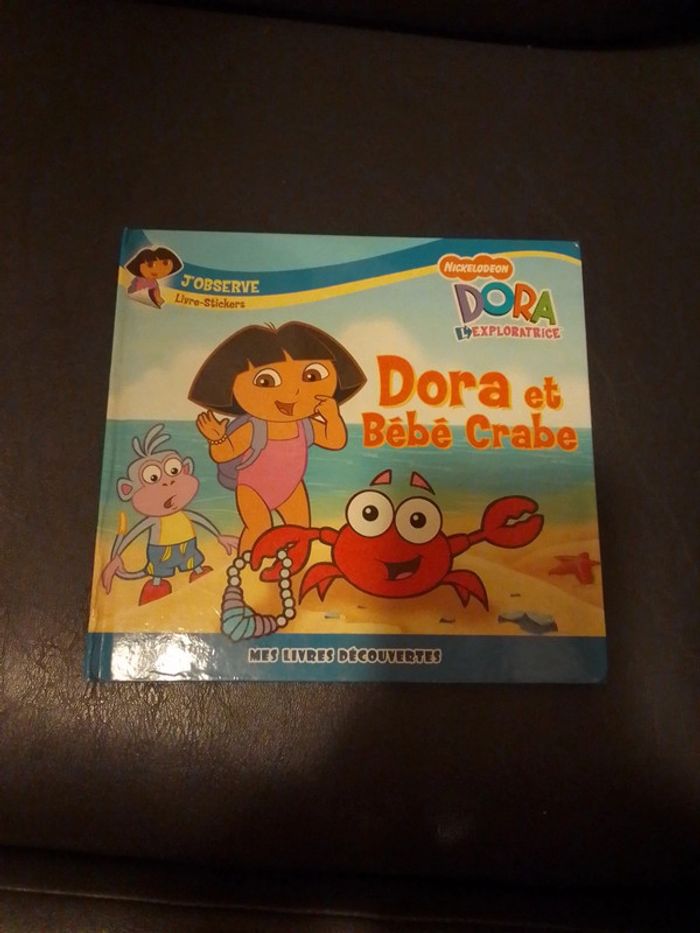 J'OBSERVE
Livre-Stickers
NICKELODEON
DORA
L'EXPLORATRICE
Dora et
Bébé Crabe
MES LIVRES DÉCOUVERTES